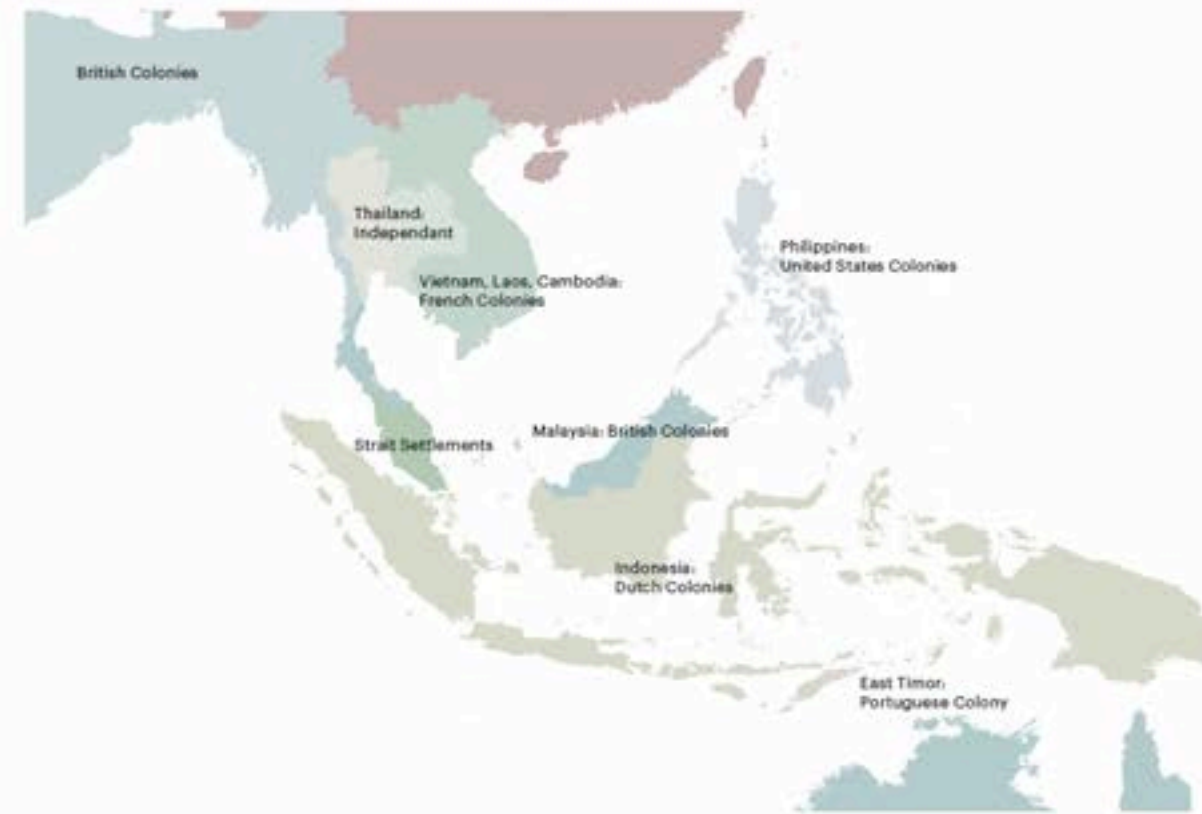 British Colonies
Thailand:
Independant
Philippines:
United States Colonies
Vietnam, Laos, Cambodia:
French Colonies
Malaysia: British Colonies
Strait Settlements
Indonesia:
Dutch Colonies
East Timor:
Portuguese Colony